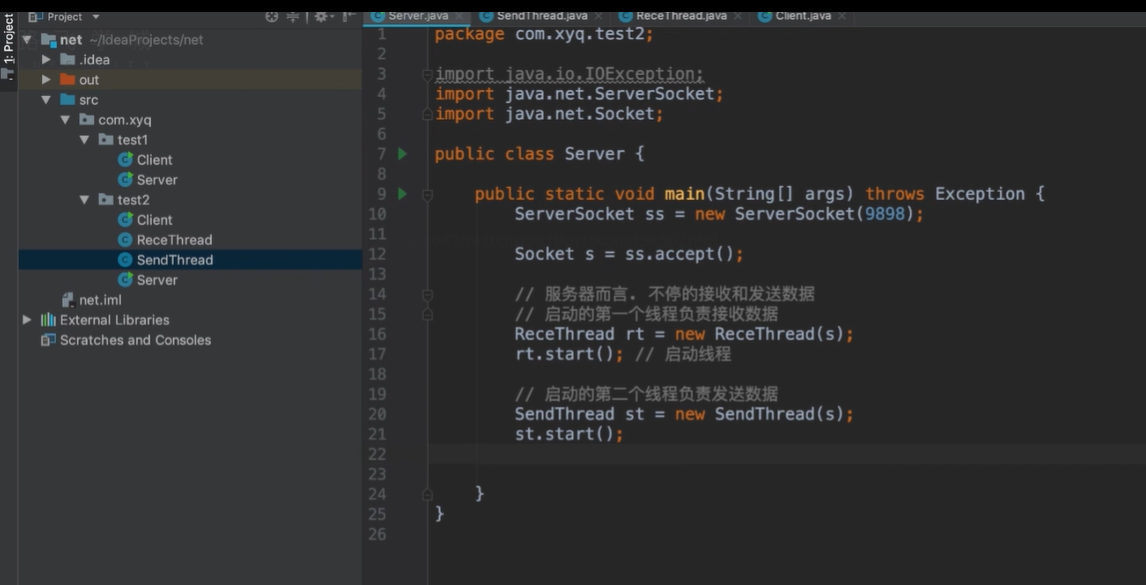 1: Project
Project
net ~/IdeaProjects/net
.idea
out
src
com.xyq
test1
Client
Server
test2
Client
ReceThread
SendThread
Server
net.iml
External Libraries
Scratches and Consoles
Server.java SendThread.java ReceThread.java Client.java
1 package com.xyq.test2;
2
3 import java.io.IOException;
4 import java.net.ServerSocket;
5 import java.net.Socket;
6
7 public class Server {
8
9 public static void main(String[] args) throws Exception {
10 ServerSocket ss = new ServerSocket(9898);
11
12 Socket s = ss.accept();
13
14 // 服务器而言. 不停的接收和发送数据
15 // 启动的第一个线程负责接收数据
16 ReceThread rt = new ReceThread(s);
17 rt.start(); // 启动线程
18
19 // 启动的第二个线程负责发送数据
20 SendThread st = new SendThread(s);
21 st.start();
22
23
24 }
25 }
26